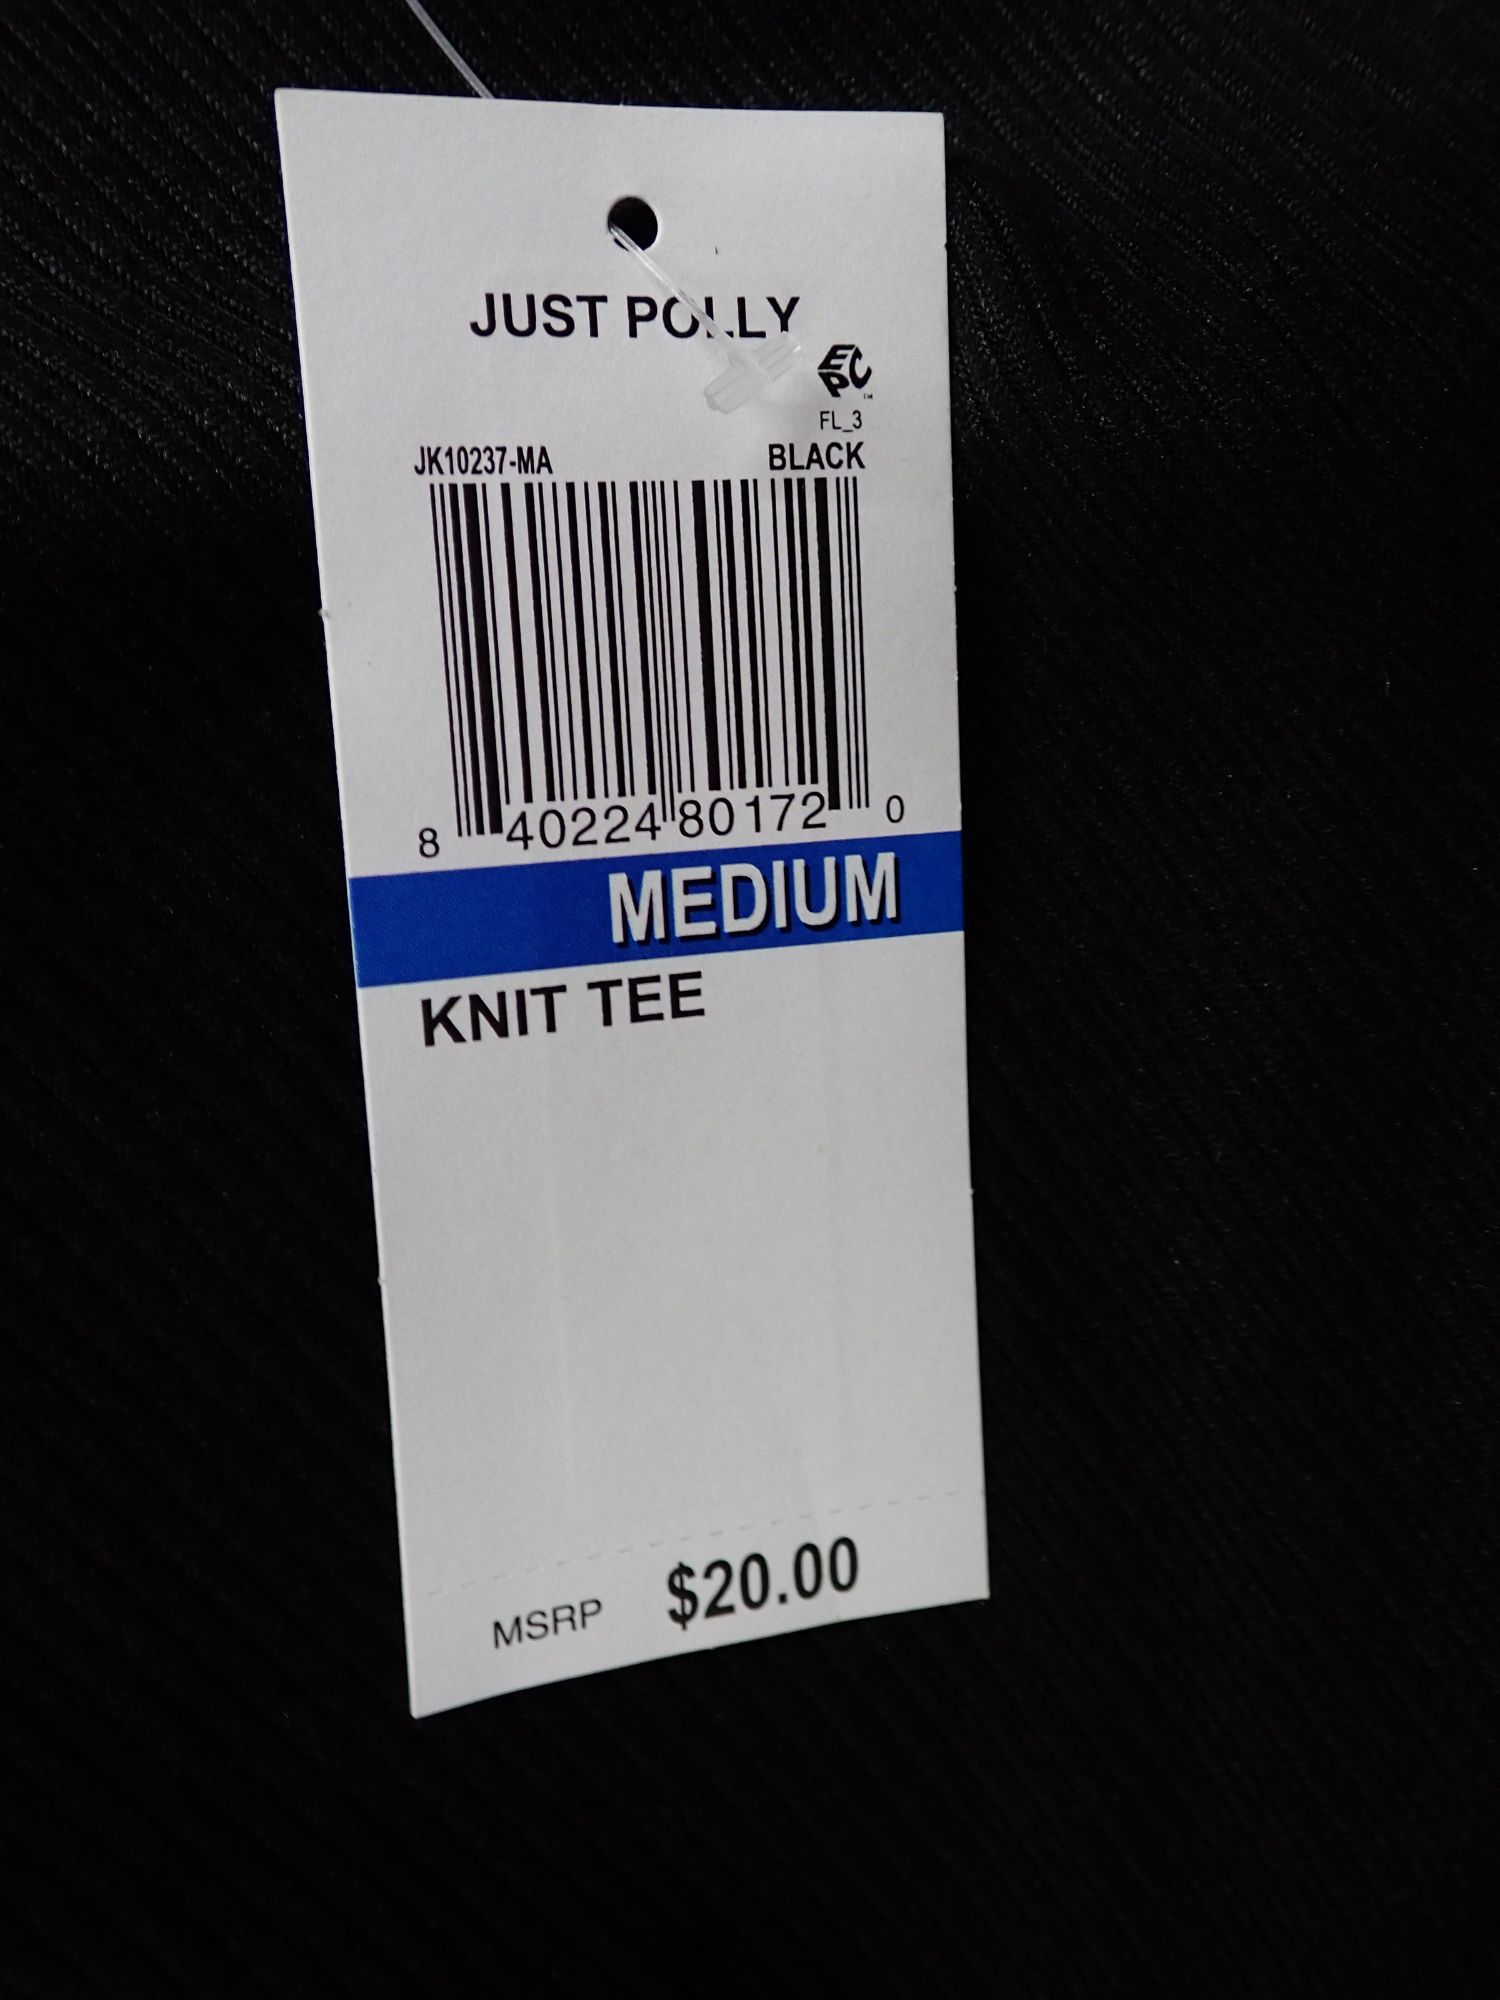 JUST POLLY
EPC
FL_3
JK10237-MA BLACK
8 40224 80172 0
MEDIUM
KNIT TEE
MSRP $20.00